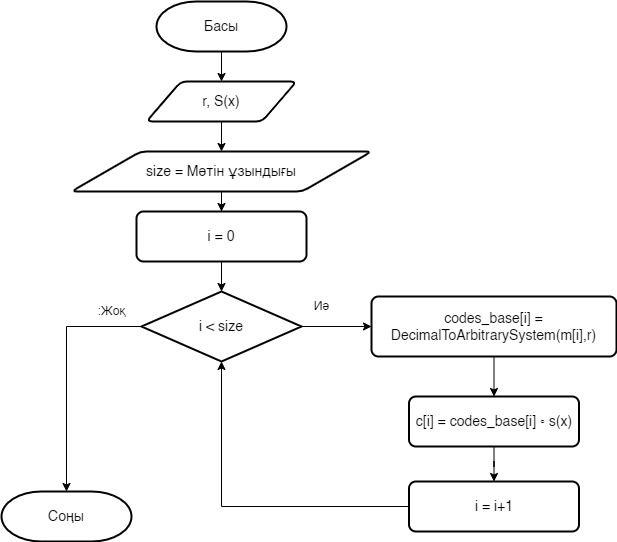 Басы
r, S(x)
size = Мәтін ұзындығы
i = 0
:Жоқ
i < size
Иә
codes_base[i] =
DecimalToArbitrarySystem(m[i],r)
c[i] = codes_base[i] ∘ s(x)
i = i+1
Соңы